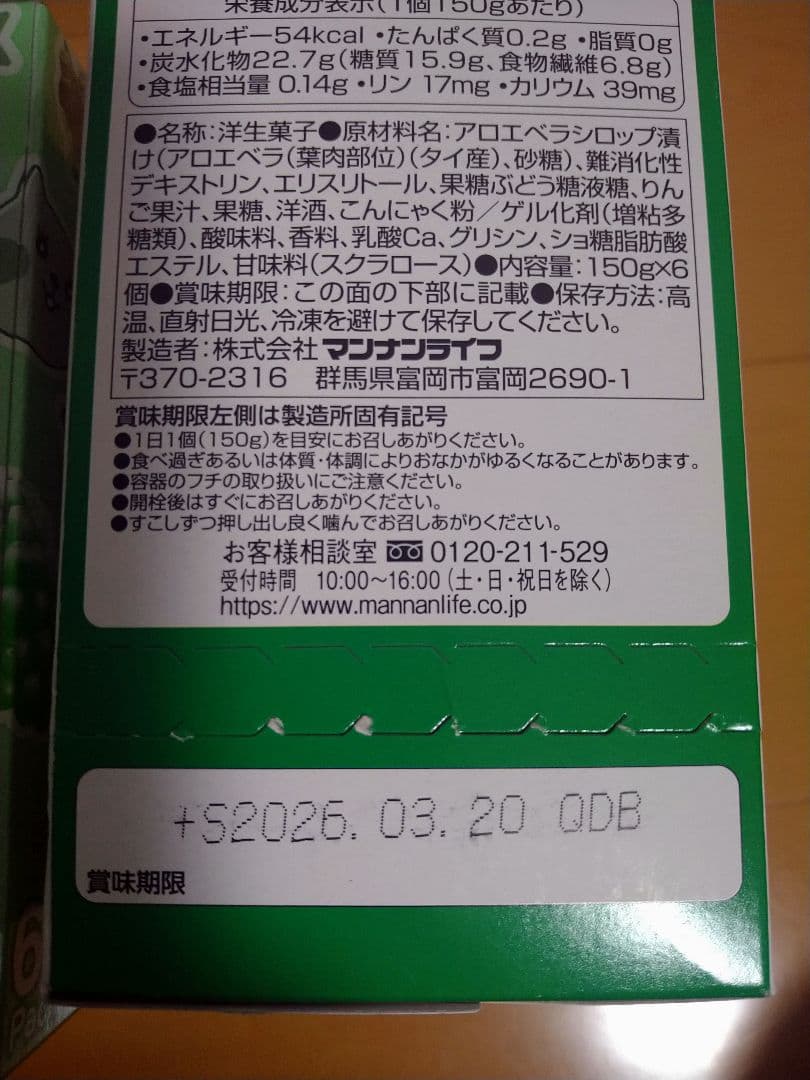 栄養成分表示(1個150gあたり)
・エネルギー54kcal ・たんぱく質0.2g ・脂質0g
・炭水化物22.7g(糖質15.9g、食物繊維6.8g)
・食塩相当量 0.14g ・リン 17mg ・カリウム 39mg
●名称:洋生菓子●原材料名:アロエベラシロップ漬
け(アロエベラ(葉肉部位)(タイ産)、砂糖)、難消化性
デキストリン、エリスリトール、果糖ぶどう糖液糖、りん
ご果汁、果糖、洋酒、こんにゃく粉/ゲル化剤(増粘多
糖類)、酸味料、香料、乳酸Ca、グリシン、ショ糖脂肪酸
エステル、甘味料(スクラロース)●内容量:150g×6
個●賞味期限:この面の下部に記載●保存方法:高
温、直射日光、冷凍を避けて保存してください。
製造者:株式会社 マンナンライフ
〒370-2316 群馬県富岡市富岡2690-1
賞味期限左側は製造所固有記号
●1日1個(150g)を目安にお召しあがりください。
●食べ過ぎあるいは体質・体調によりおなかがゆるくなることがあります。
●容器のフチの取り扱いにご注意ください。
●開栓後はすぐにお召しあがりください。
●すこしずつ押し出し良く噛んでお召しあがりください。
お客様相談室 0120-211-529
受付時間 10:00〜16:00(土・日・祝日を除く)
https://www.mannanlife.co.jp
+S2026.03.20 QDB
賞味期限
6